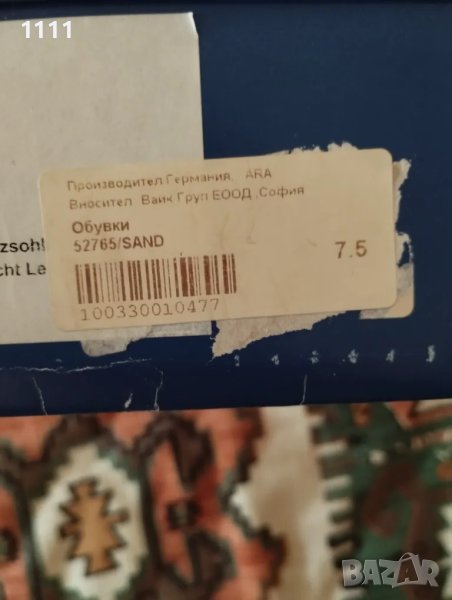 1111
Производител Германия, ARA
Вносител Ваик Груп ЕООД ,София
Обувки
52765/SAND
7.5
100330010477
zsohl
cht Le
BAZAR